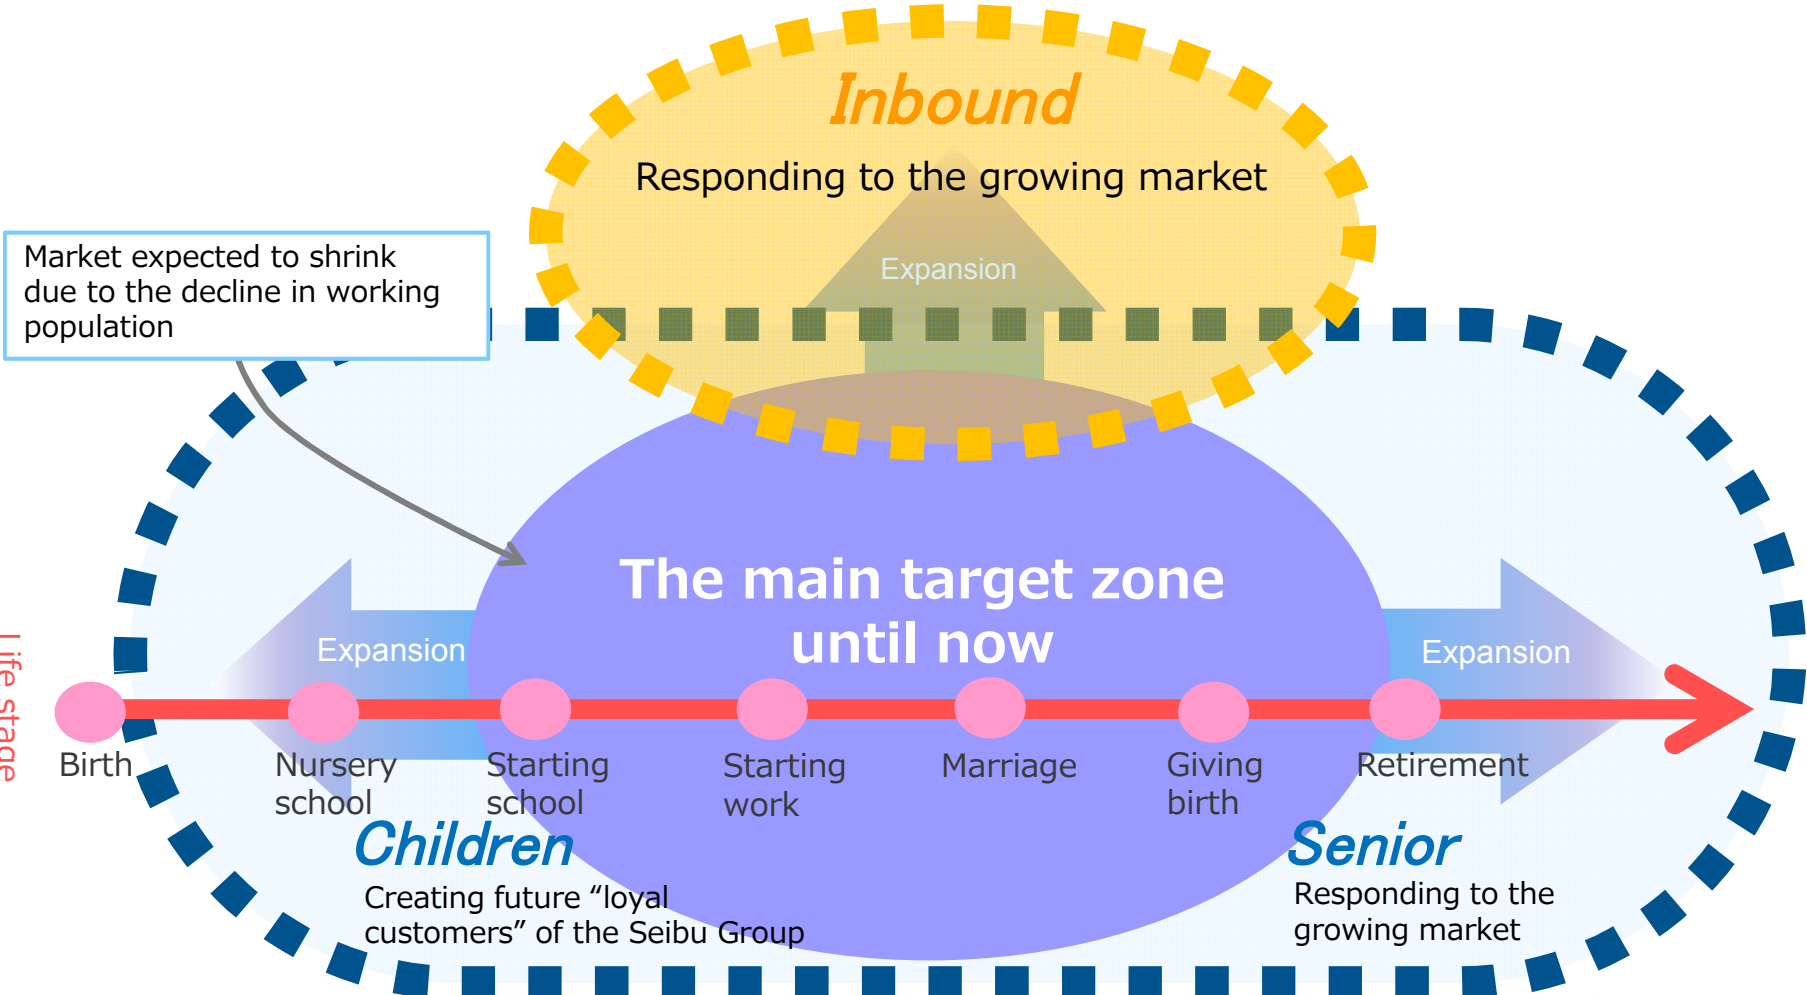 Inbound
Responding to the growing market
Expansion
Market expected to shrink
due to the decline in working
population
The main target zone
until now
Expansion
Expansion
Life stage
Birth
Nursery
school
Starting
school
Starting
work
Marriage
Giving
birth
Retirement
Children
Creating future “loyal
customers” of the Seibu Group
Senior
Responding to the
growing market